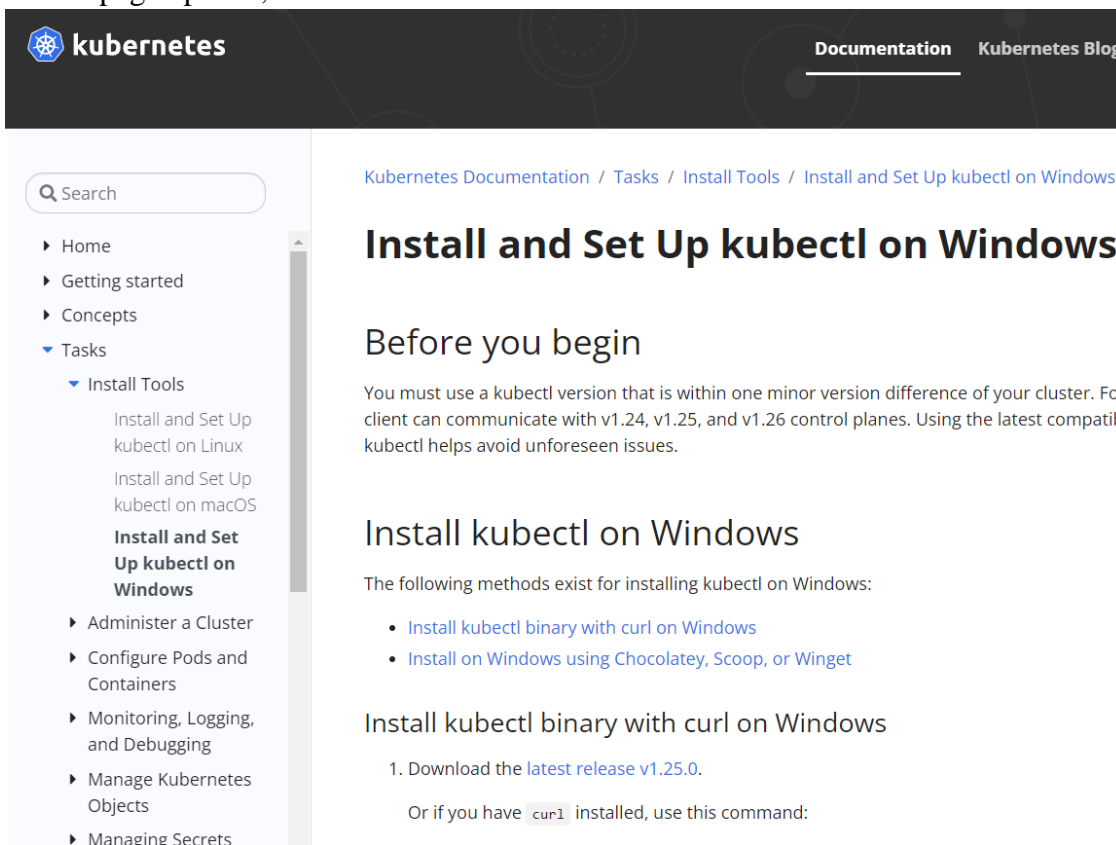 kubernetes
Documentation Kubernetes Blog
Search
Home
Getting started
Concepts
Tasks
Install Tools
Install and Set Up
kubectl on Linux
Install and Set Up
kubectl on macOS
Install and Set
Up kubectl on
Windows
Administer a Cluster
Configure Pods and
Containers
Monitoring, Logging,
and Debugging
Manage Kubernetes
Objects
Managing Secrets
Kubernetes Documentation / Tasks / Install Tools / Install and Set Up kubectl on Windows
Install and Set Up kubectl on Windows
Before you begin
You must use a kubectl version that is within one minor version difference of your cluster.
client can communicate with v1.24, v1.25, and v1.26 control planes. Using the latest
kubectl helps avoid unforeseen issues.
Install kubectl on Windows
The following methods exist for installing kubectl on Windows:
• Install kubectl binary with curl on Windows
• Install on Windows using Chocolatey, Scoop, or Winget
Install kubectl binary with curl on Windows
1. Download the latest release v1.25.0.
Or if you have curl installed, use this command: